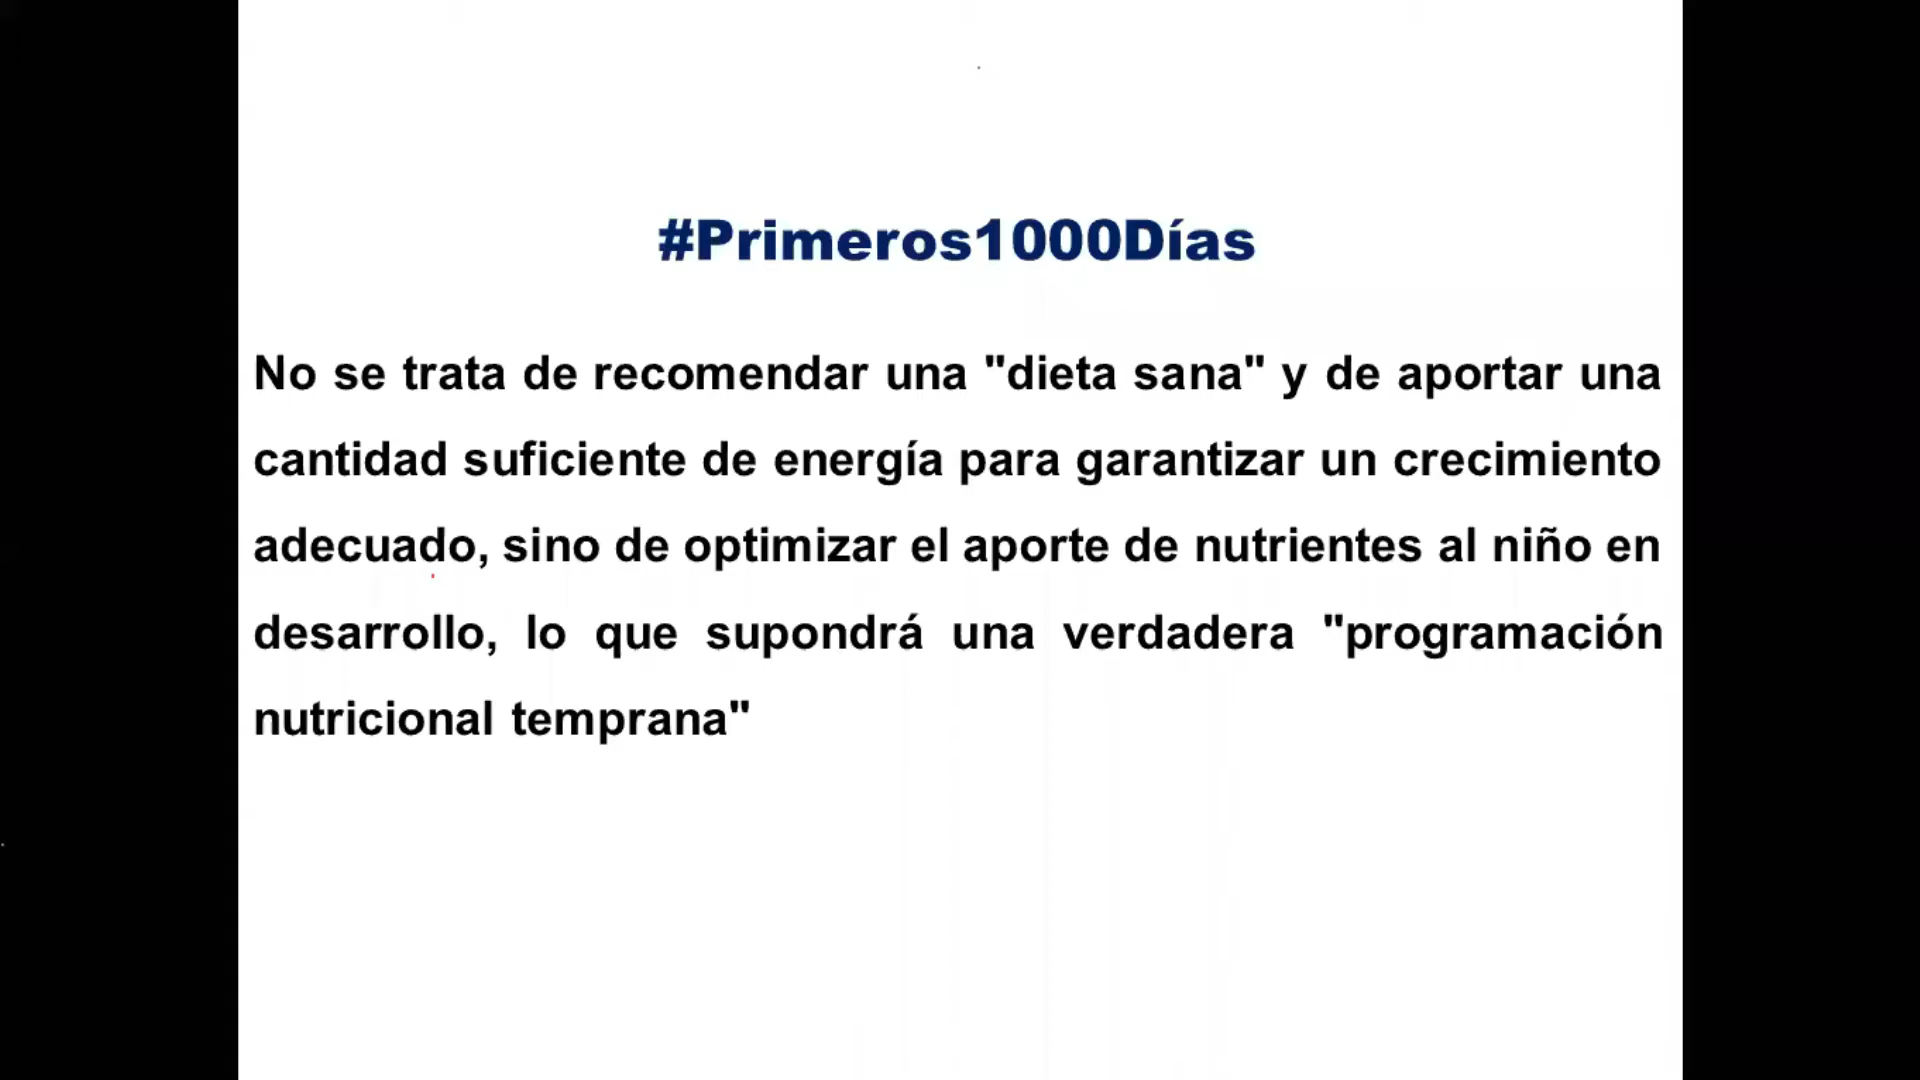 #Primeros1000Días
No se trata de recomendar una "dieta sana" y de aportar una
cantidad suficiente de energía para garantizar un crecimiento
adecuado, sino de optimizar el aporte de nutrientes al niño en
desarrollo, lo que supondrá una verdadera "programación
nutricional temprana"